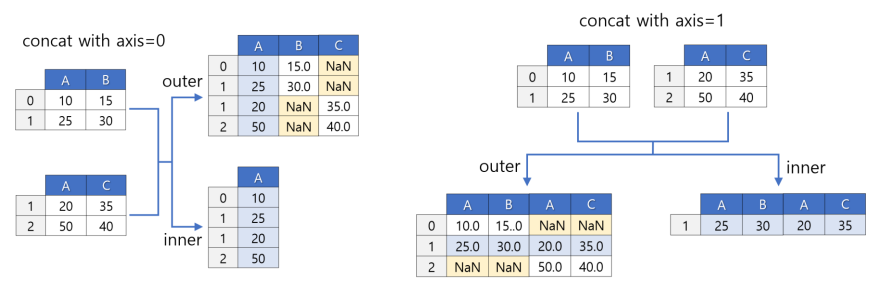 concat with axis=0
A B
0 10 15
1 25 30
A C
1 20 35
2 50 40
outer
A B C
0 10 15.0 NaN
1 25 30.0 NaN
1 20 NaN 35.0
2 50 NaN 40.0
inner
A
0 10
1 25
1 20
2 50
concat with axis=1
A B
0 10 15
1 25 30
A C
1 20 35
2 50 40
outer
A B A C
0 10.0 15..0 NaN NaN
1 25.0 30.0 20.0 35.0
2 NaN NaN 50.0 40.0
inner
A B A C
1 25 30 20 35